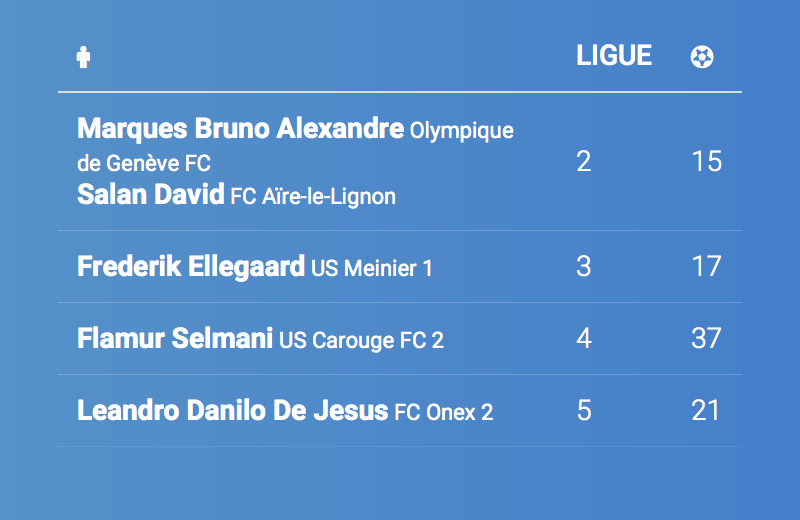 LIGUE
Marques Bruno Alexandre Olympique
de Genève FC
2 15
Salan David FC Aïre-le-Lignon
Frederik Ellegaard US Meinier 1 3 17
Flamur Selmani US Carouge FC 2 4 37
Leandro Danilo De Jesus FC Onex 2 5 21